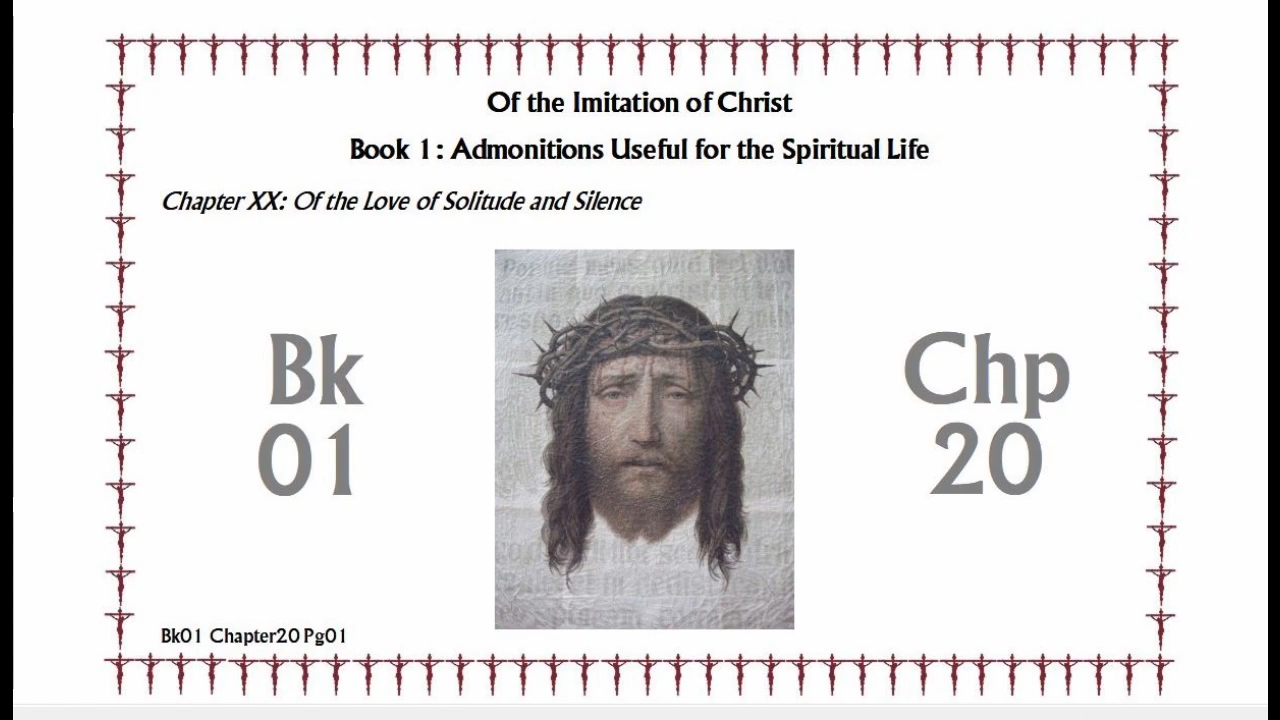 Of the Imitation of Christ
Book 1: Admonitions Useful for the Spiritual Life
Chapter XX: Of the Love of Solitude and Silence
Bk
01
Chp
20
Bk01 Chapter20 Pg01